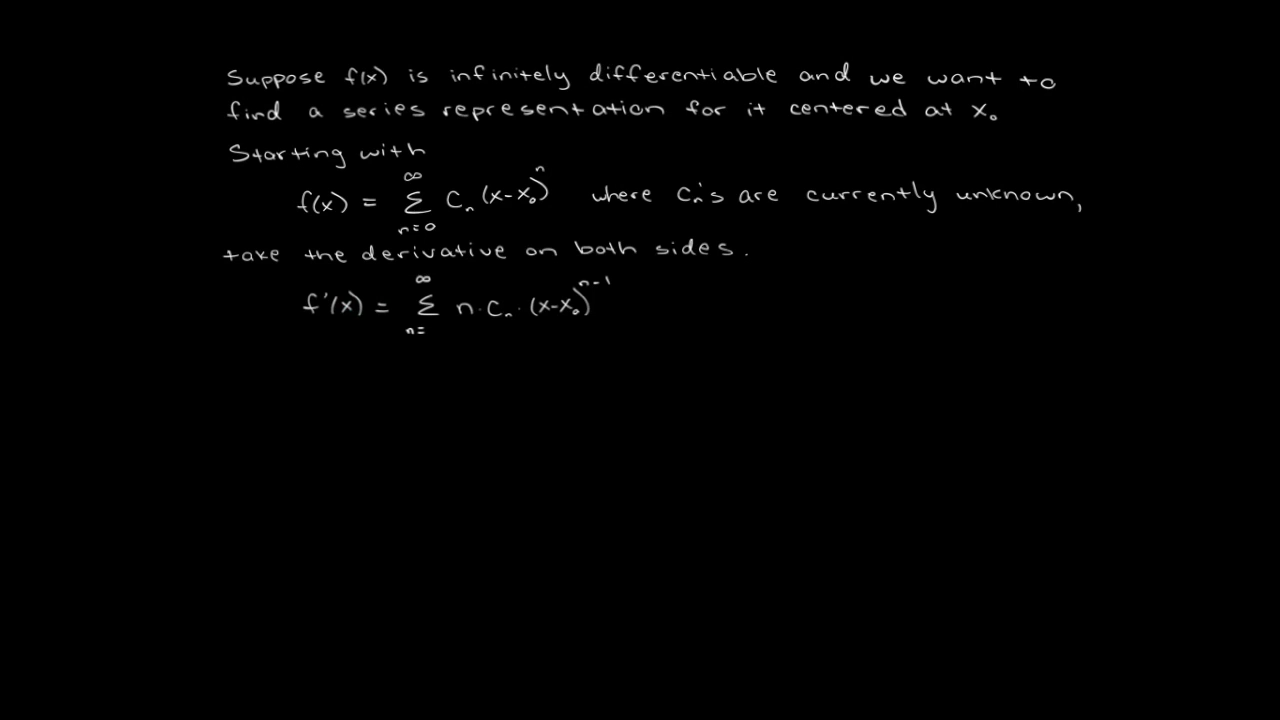 Suppose f(x) is infinitely differentiable and we want to
find a series representation for it centered at x₀
Starting with
f(x) = ∞ Σ n=0 Cₙ (x-x₀)ⁿ where Cₙ's are currently unknown,
take the derivative on both sides.
f'(x) = ∞ Σ n= n·Cₙ·(x-x₀)ⁿ⁻¹